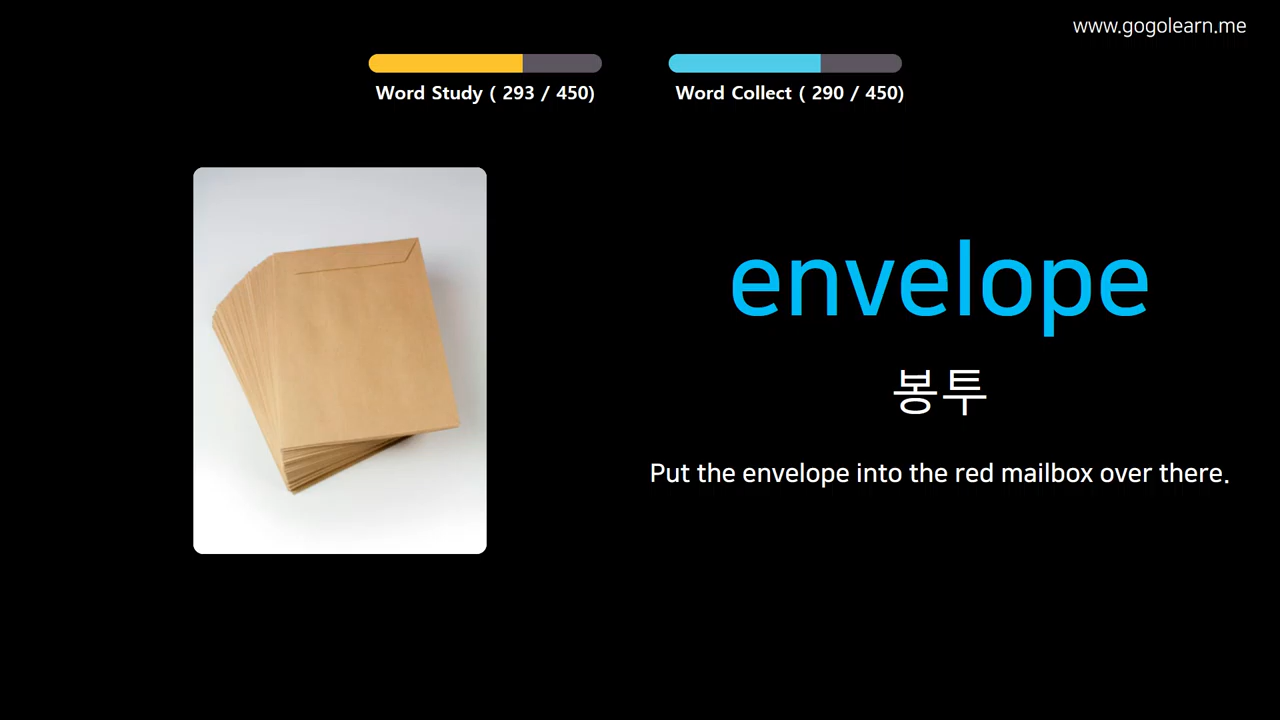 www.gogolearn.me
Word Study ( 293 / 450)
Word Collect ( 290 / 450)
envelope
봉투
Put the envelope into the red mailbox over there.